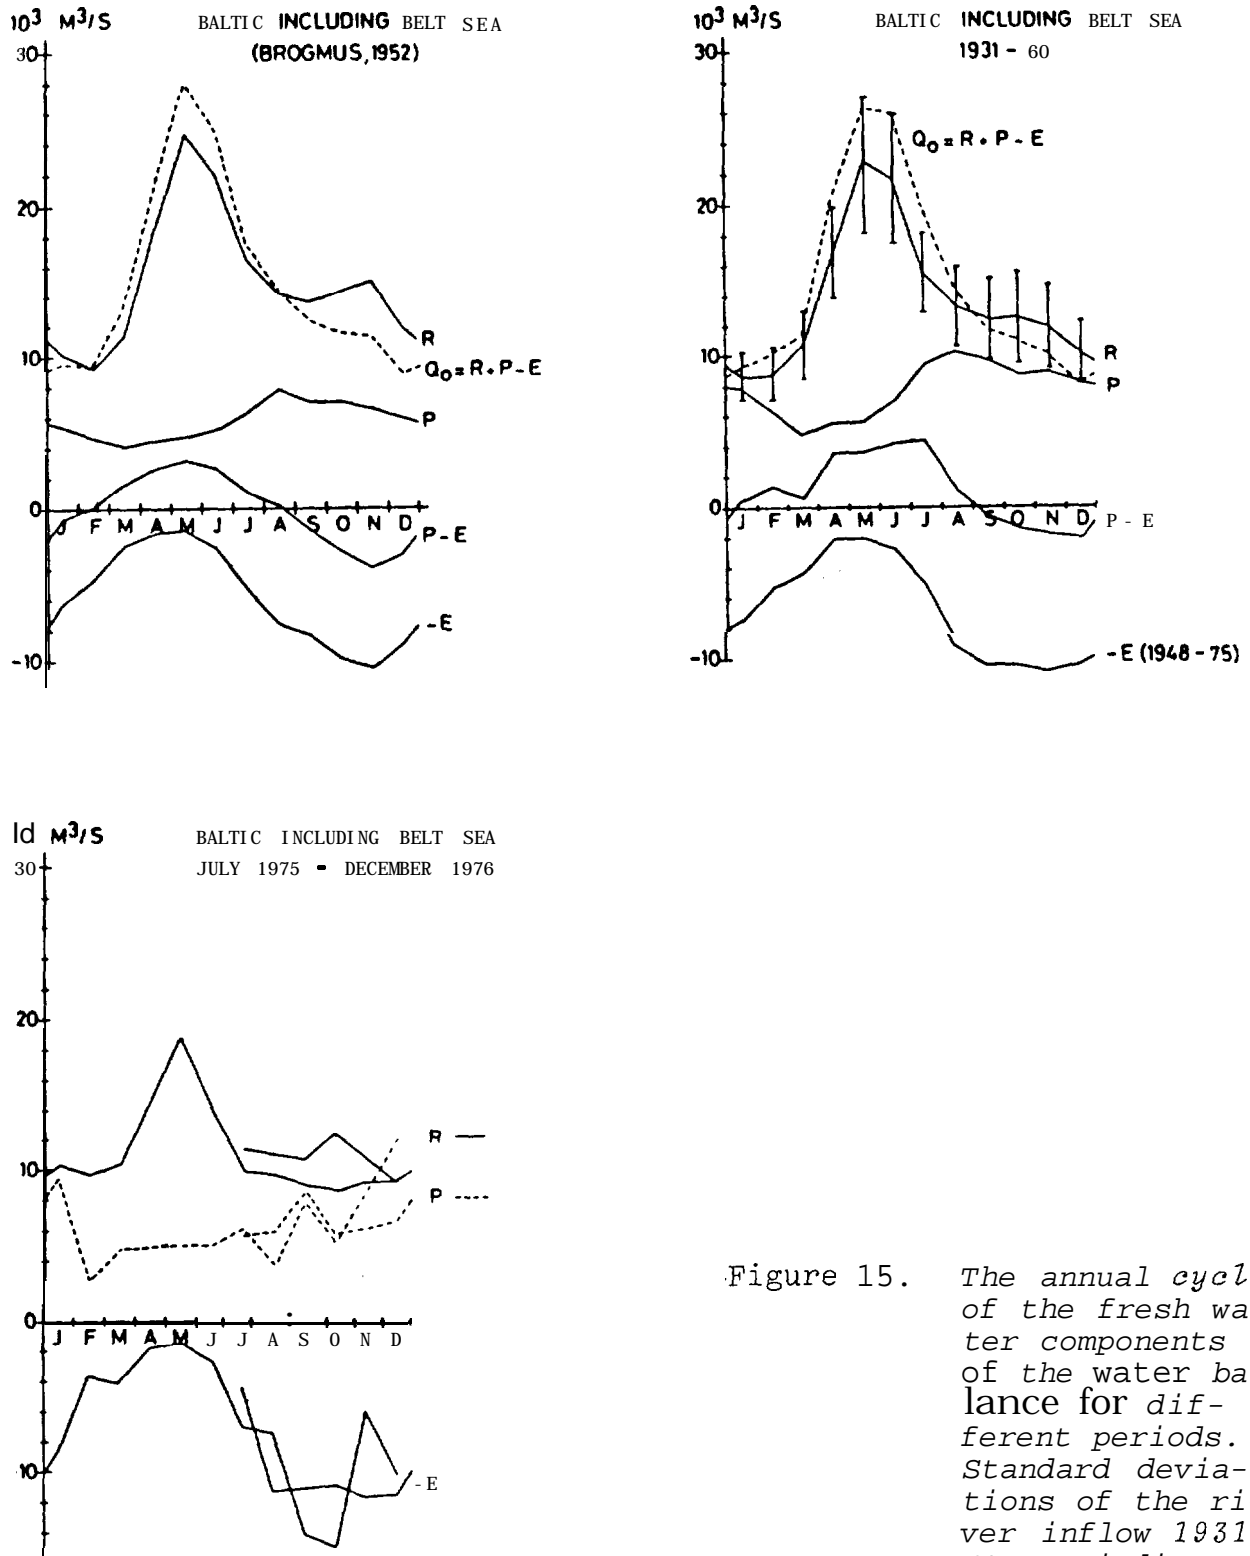 10³ M³/S
BALTIC INCLUDING BELT SEA
(BROGMUS, 1952)
30
20
10
0
-10
J F M A M J J A S O N D
R
Q₀ = R + P - E
P
P - E
-E
10³ M³/S
BALTIC INCLUDING BELT SEA
1931 - 60
30
20
10
0
-10
Q₀ = R + P - E
R
P
J F M A M J J A S O N D
P - E
-E (1948 - 75)
Id M³/S
BALTIC INCLUDING BELT SEA
JULY 1975 - DECEMBER 1976
30
20
10
0
10
R
P
J F M A M J J A S O N D
-E
Figure 15. The annual cycl
of the fresh wa
ter components
of the water ba
lance for dif-
ferent periods.
Standard devia-
tions of the ri
ver inflow 1931